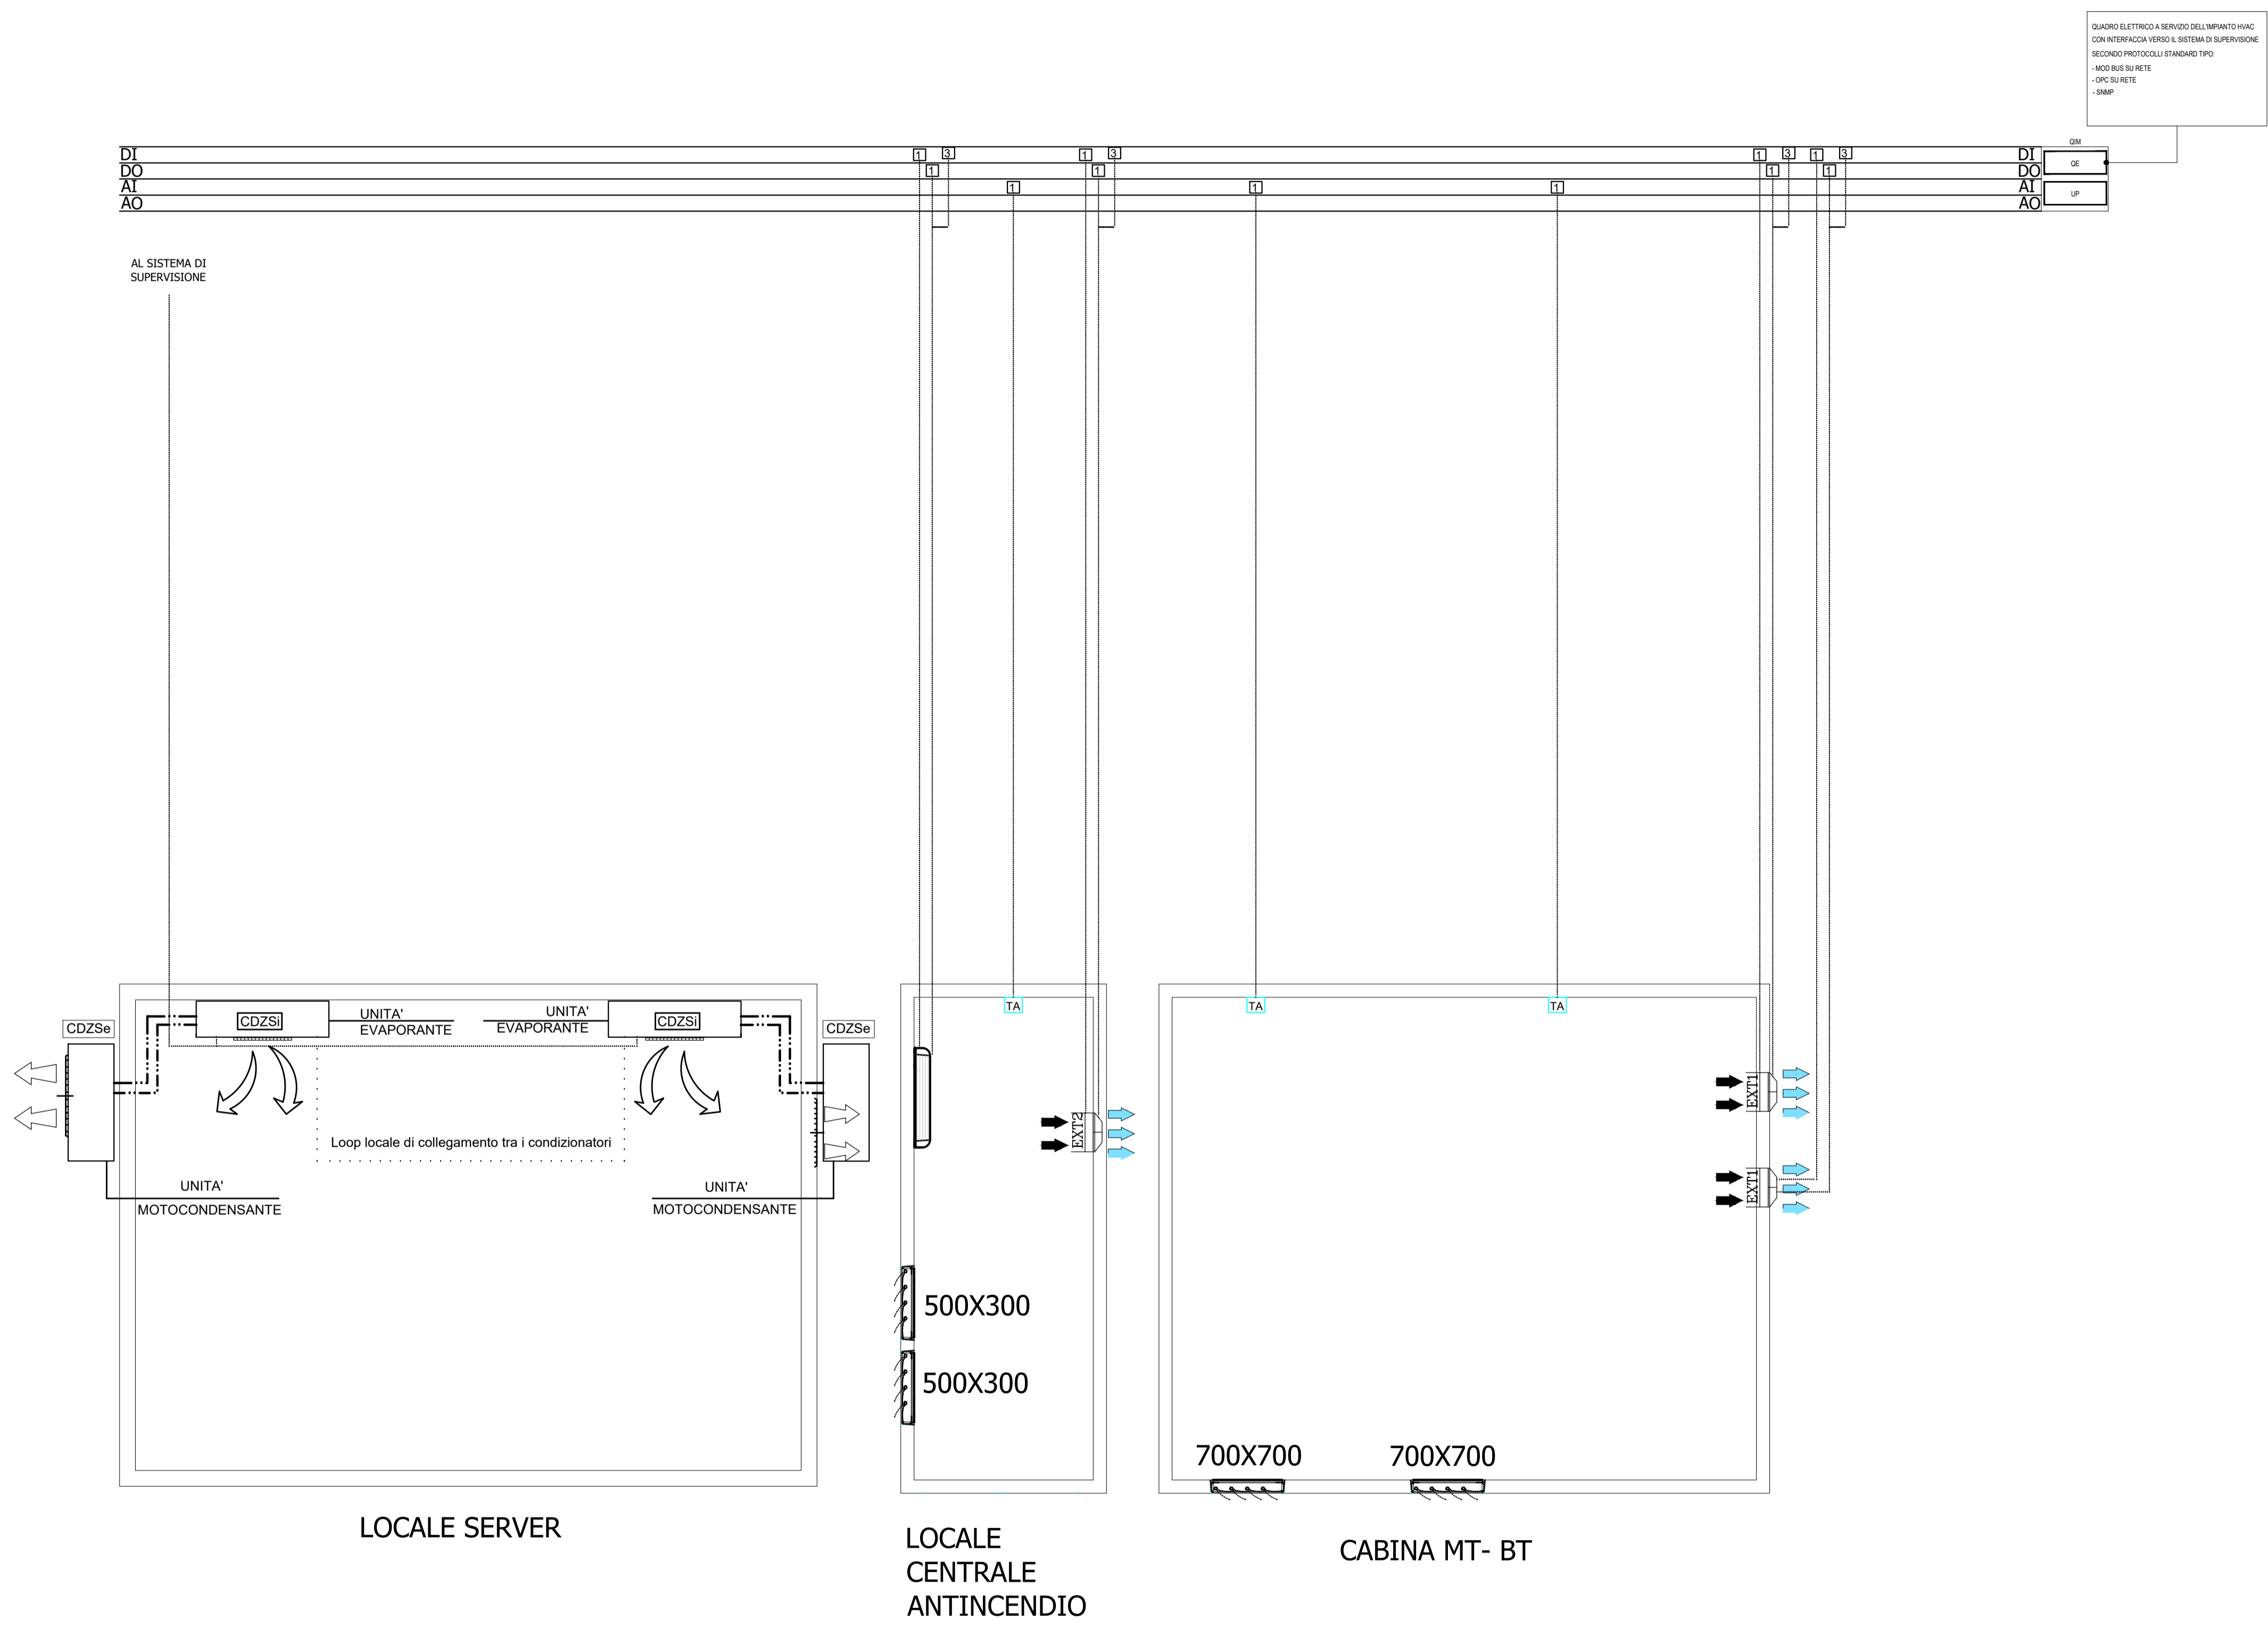 QUADRO ELETTRICO A SERVIZIO DELL'IMPIANTO HVAC
CON INTERFACCIA VERSO IL SISTEMA DI SUPERVISIONE
SECONDO PROTOCOLLI STANDARD TIPO:
- MOD BUS SU RETE
- OPC SU RETE
- SNMP
QIM
DI 1 3 1 3 1 3 1 3 DI QE
DO 1 1 1 1 DO
AI 1 1 1 AI UP
AO AO
AL SISTEMA DI
SUPERVISIONE
TA TA TA
CDZSe CDZSi UNITA' UNITA' CDZSi CDZSe
EVAPORANTE EVAPORANTE
EXT2 EXT1
Loop locale di collegamento tra i condizionatori
EXT1
UNITA' UNITA'
MOTOCONDENSANTE MOTOCONDENSANTE
500X300
500X300
700X700 700X700
LOCALE SERVER
LOCALE
CENTRALE
ANTINCENDIO
CABINA MT- BT